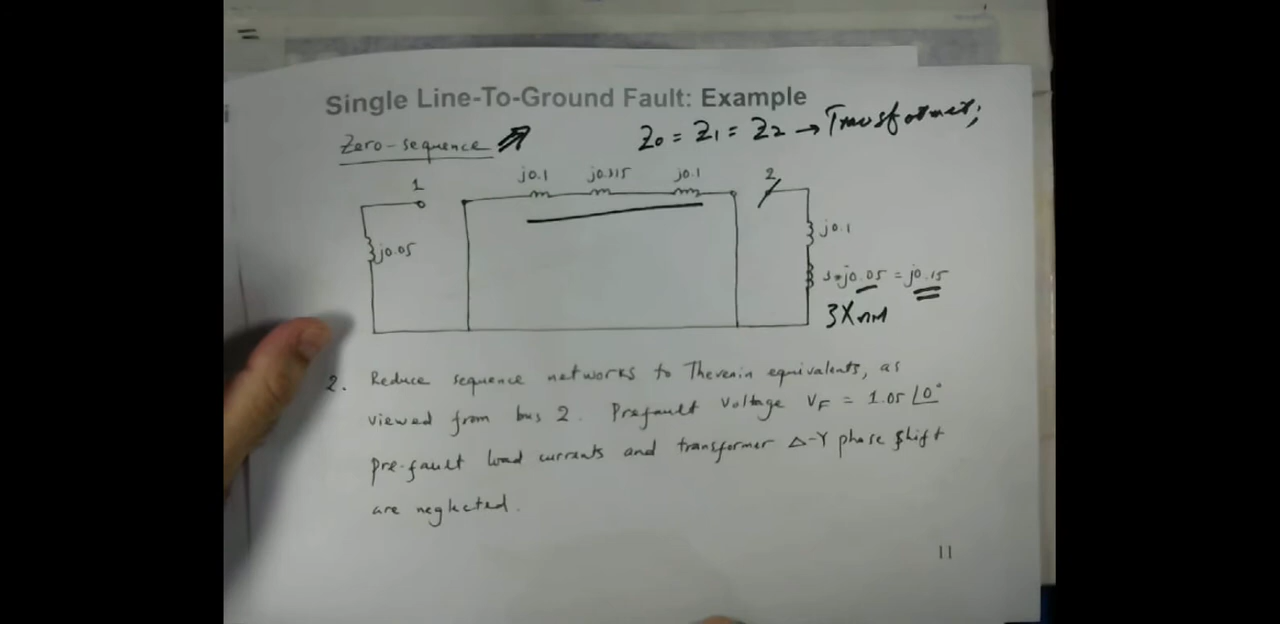 Single Line-To-Ground Fault: Example
Zero-sequence
Z0 = Z1 = Z2 → Transformer;
1
j0.1
j0.315
j0.1
2
j0.05
j0.1
3*j0.05 = j0.15
3X
2. Reduce sequence networks to Thevenin equivalents, as
viewed from bus 2. Prefault voltage VF = 1.05∠0°
Pre-fault load currents and transformer Δ-Y phase shift
are neglected.
11